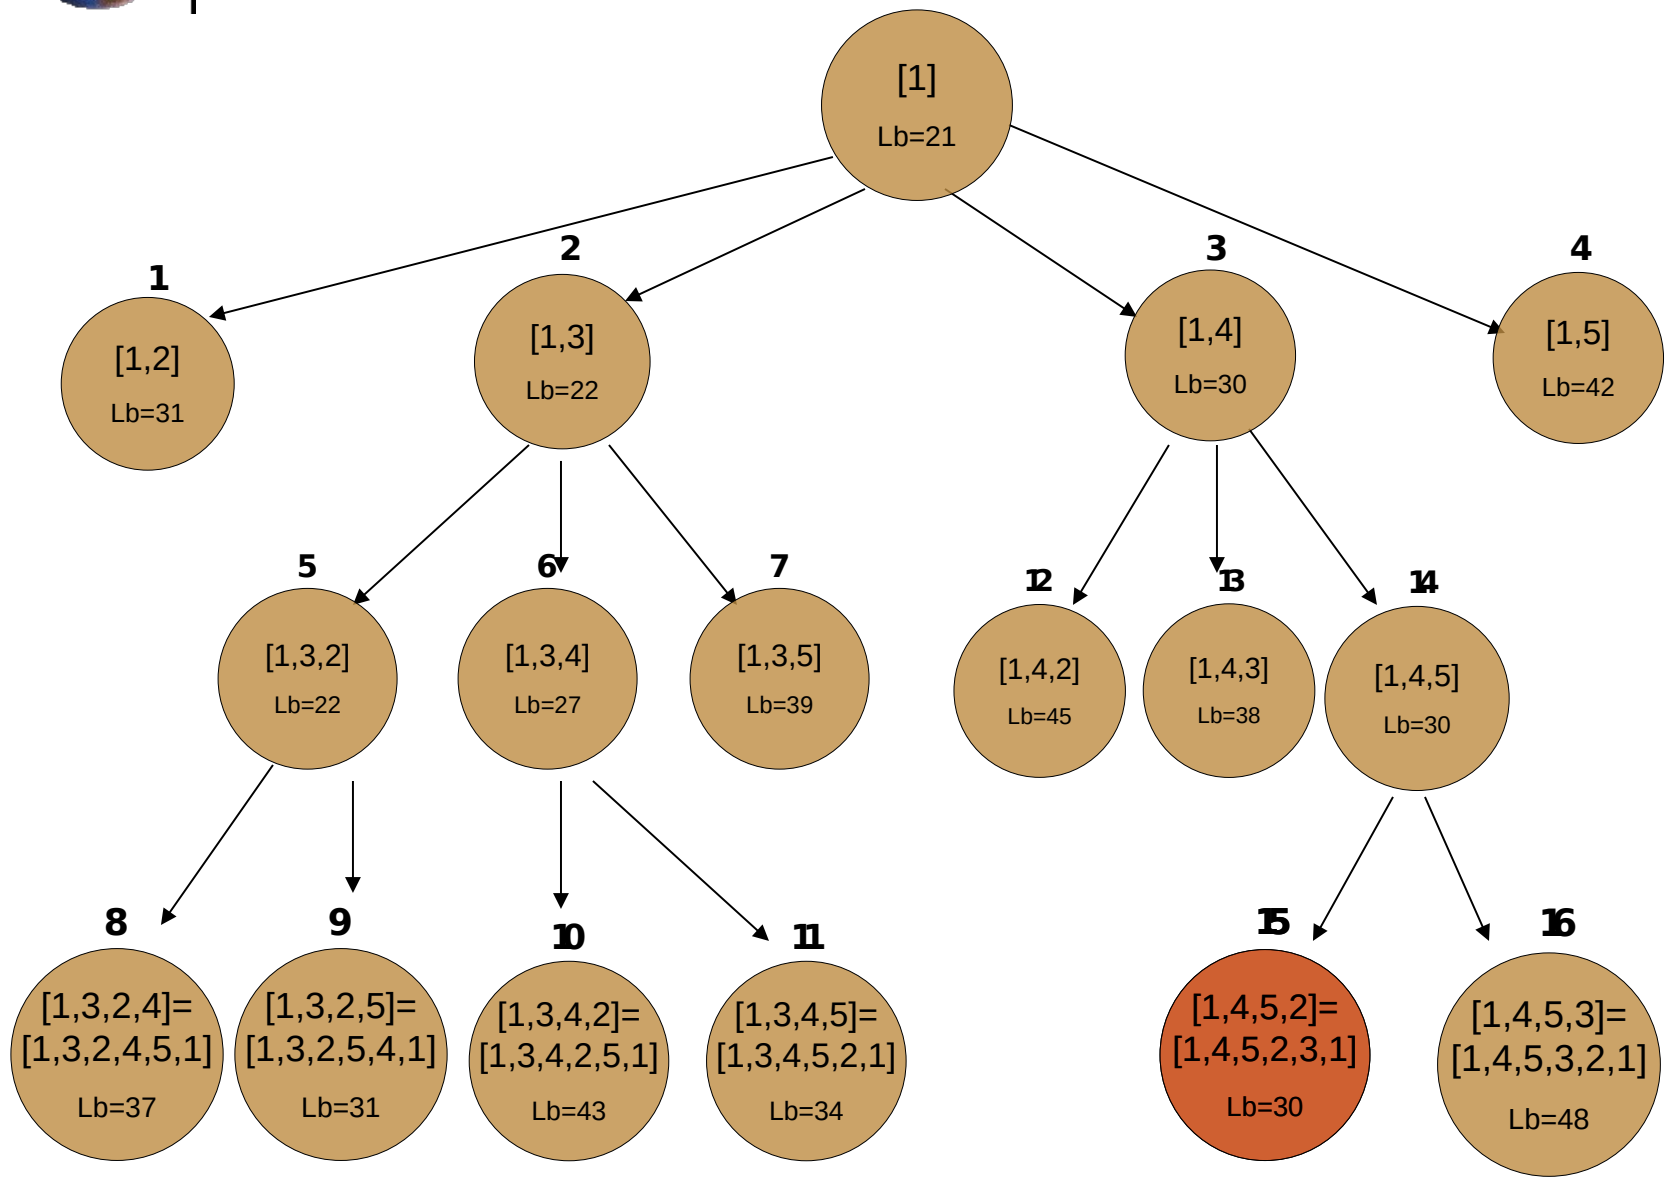 [1]
Lb=21
1
2
3
4
[1,2]
Lb=31
[1,3]
Lb=22
[1,4]
Lb=30
[1,5]
Lb=42
5
6
7
12
13
14
[1,3,2]
Lb=22
[1,3,4]
Lb=27
[1,3,5]
Lb=39
[1,4,2]
Lb=45
[1,4,3]
Lb=38
[1,4,5]
Lb=30
8
9
10
11
15
16
[1,3,2,4]=
[1,3,2,4,5,1]
Lb=37
[1,3,2,5]=
[1,3,2,5,4,1]
Lb=31
[1,3,4,2]=
[1,3,4,2,5,1]
Lb=43
[1,3,4,5]=
[1,3,4,5,2,1]
Lb=34
[1,4,5,2]=
[1,4,5,2,3,1]
Lb=30
[1,4,5,3]=
[1,4,5,3,2,1]
Lb=48